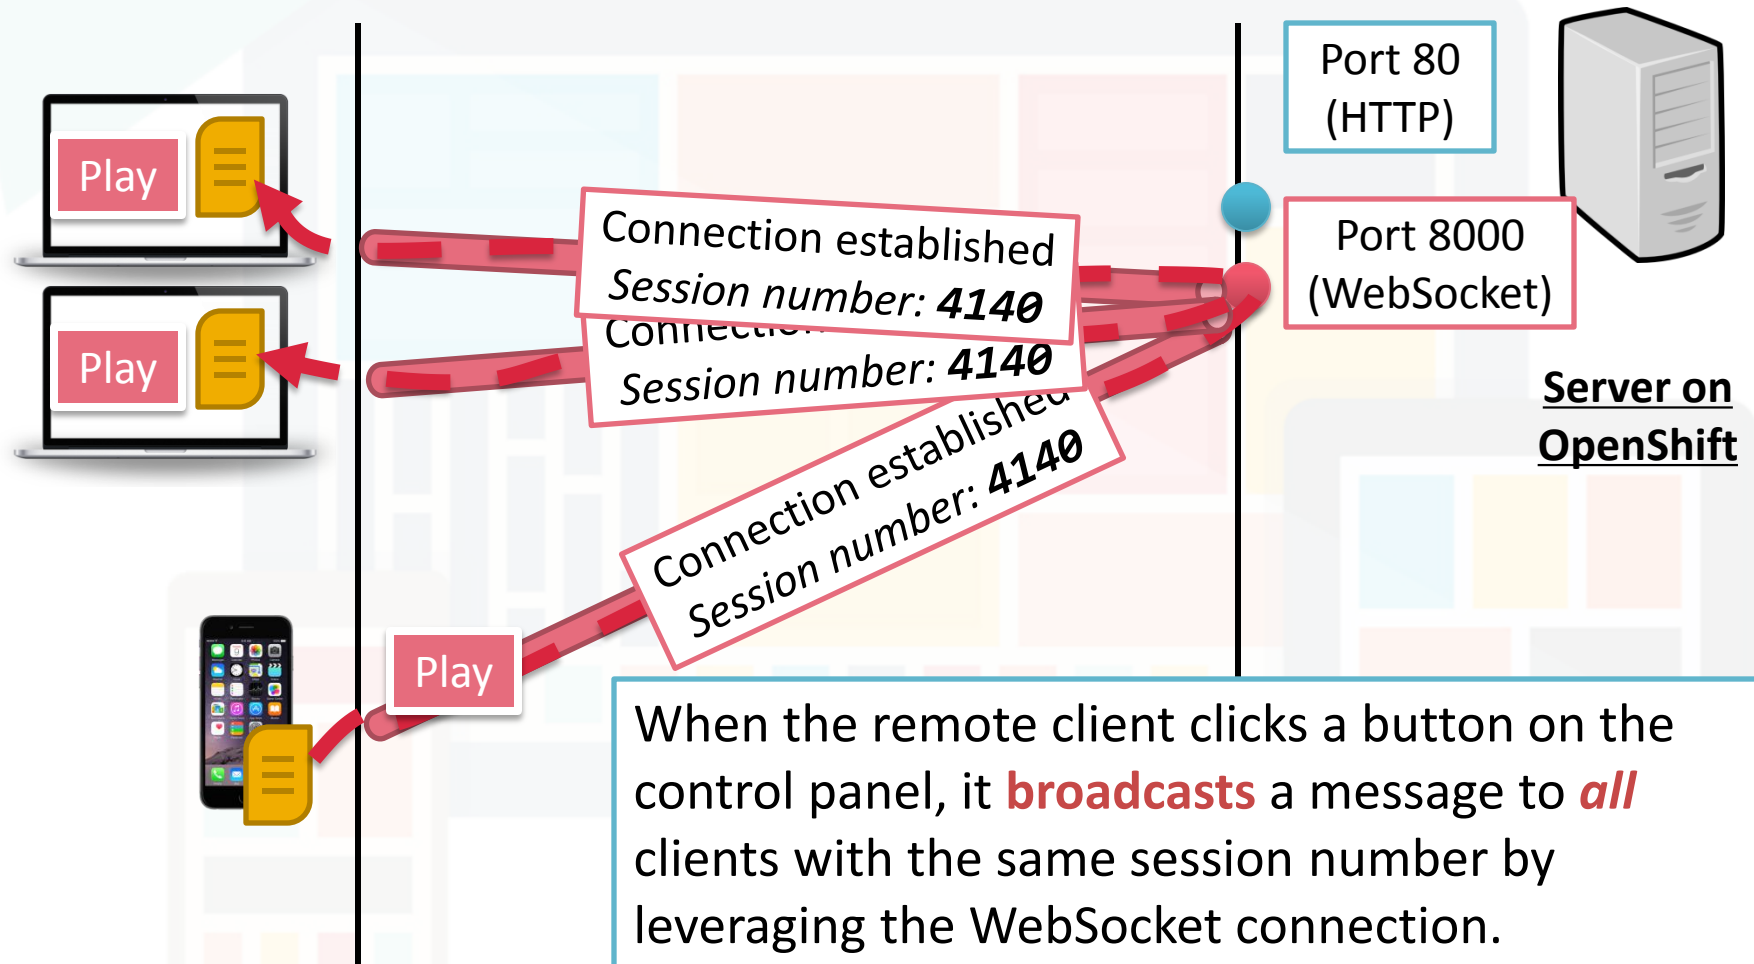 Port 80
(HTTP)
Play
Connection established
Session number: 4140
Port 8000
(WebSocket)
Play
Connection
Session number: 4140
Server on
OpenShift
Connection established
Session number: 4140
Play
When the remote client clicks a button on the
control panel, it broadcasts a message to all
clients with the same session number by
leveraging the WebSocket connection.